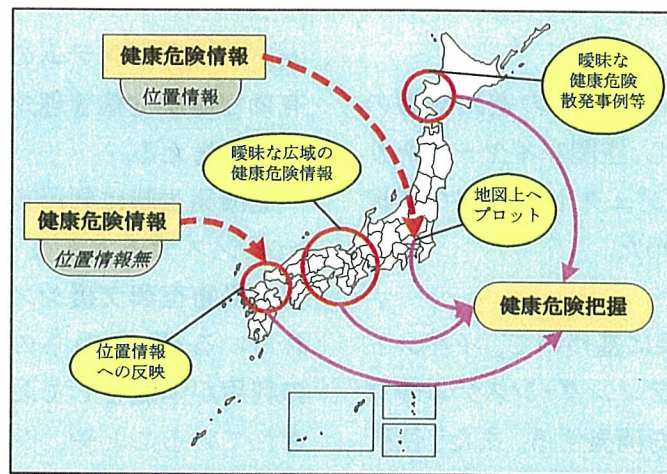 健康危険情報
位置情報
曖昧な
健康危険
散発事例等
曖昧な広域の
健康危険情報
地図上へ
プロット
健康危険情報
位置情報無
健康危険把握
位置情報
への反映